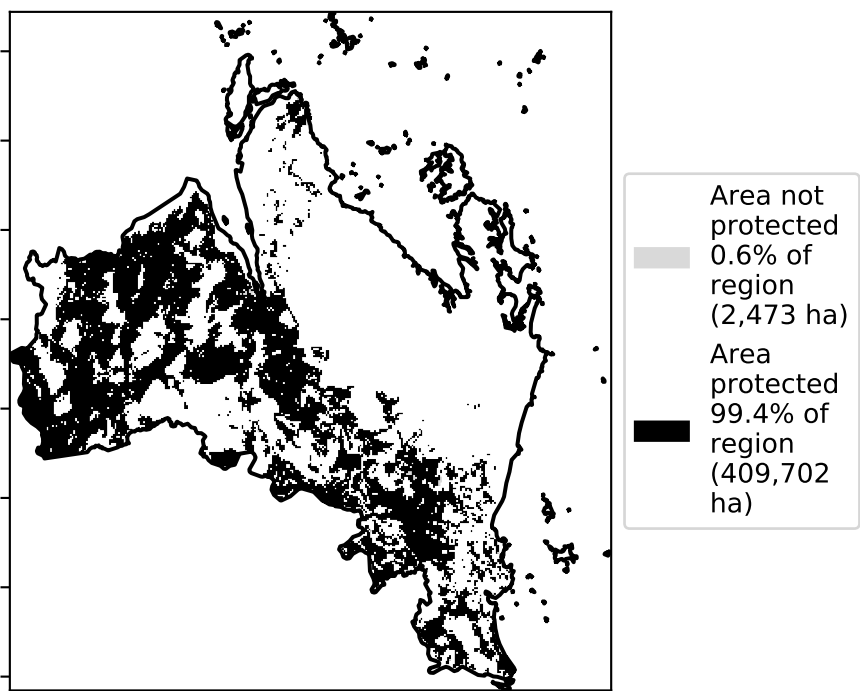 Area not
protected
0.6% of
region
(2,473 ha)
Area
protected
99.4% of
region
(409,702
ha)